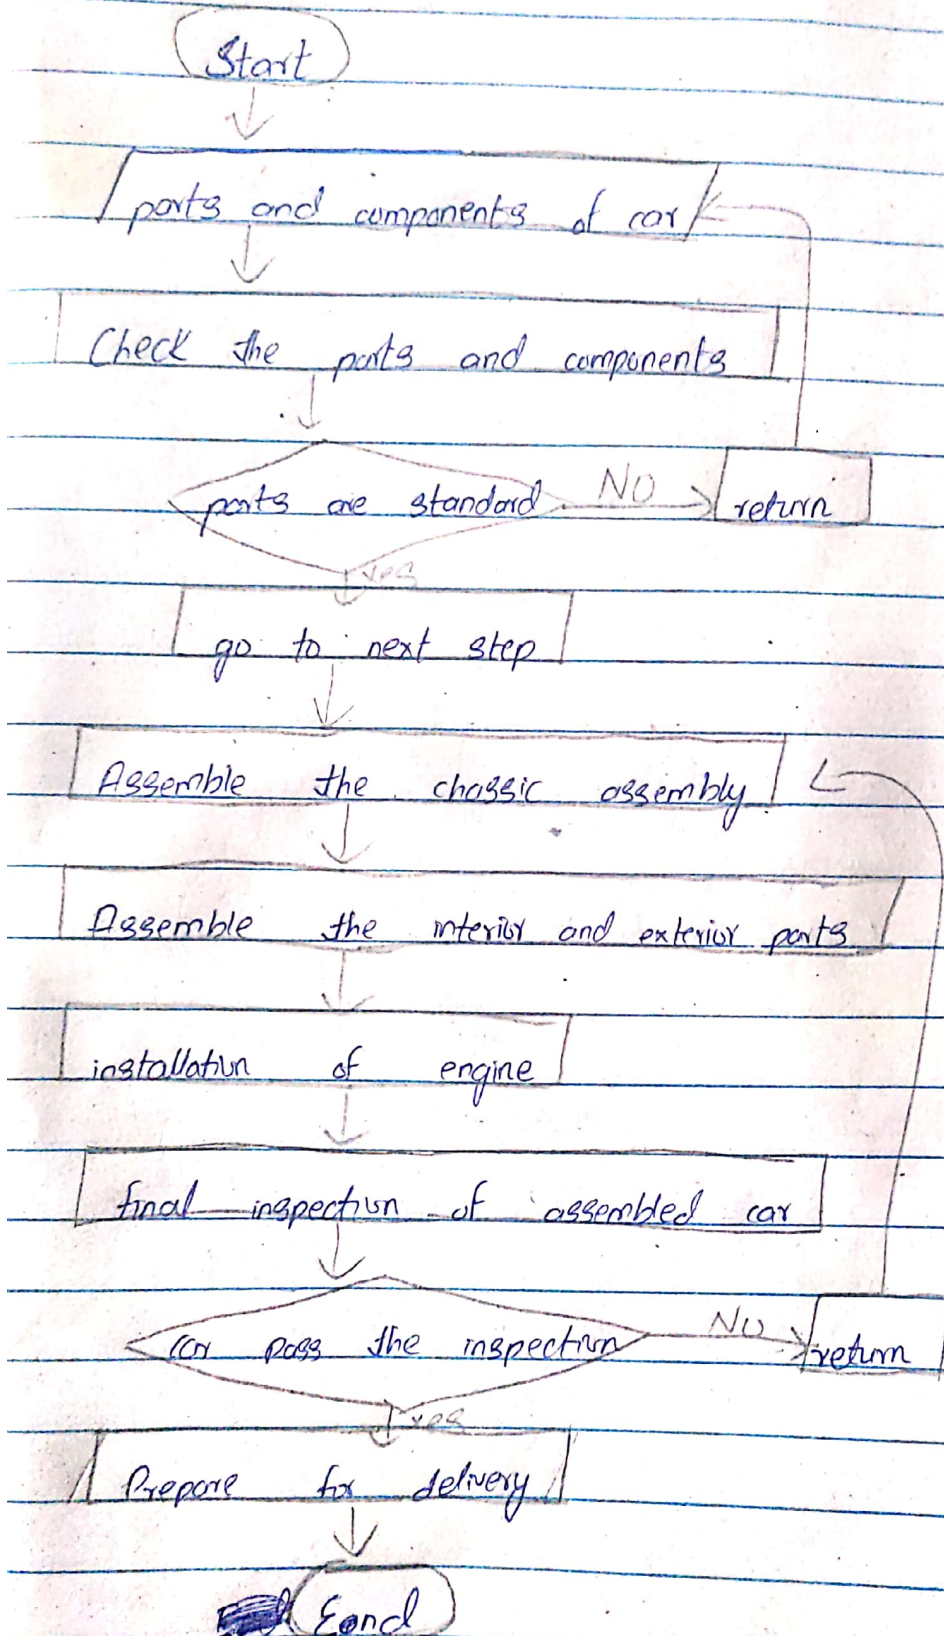 Start
parts and components of car
Check the parts and components
parts are standard NO return
yes
go to next step
Assemble the chassic assembly
Assemble the interior and exterior parts
installation of engine
final inspection of assembled car
car pass the inspection NO return
yes
Prepare for delivery
Eond